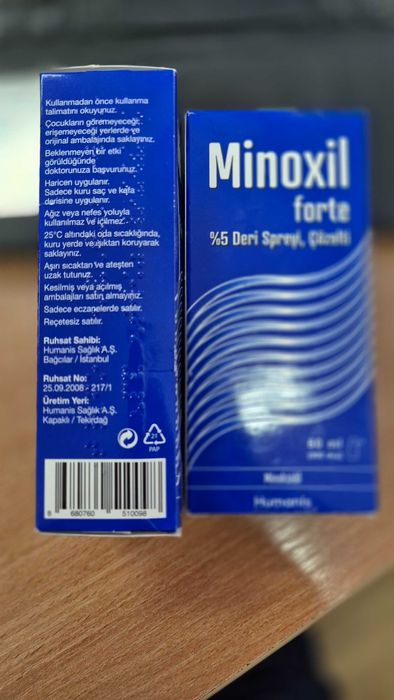 Kullanmadan önce kullanma
talimatını okuyunuz.
Çocukların göremeyeceği,
erişemeyeceği yerlerde ve
orijinal ambalajında saklayınız.
Beklenmeyen bir etki
görüldüğünde
doktorunuza başvurunuz.
Haricen uygulanır.
Sadece kuru saç ve kafa
derisine uygulanır.
Ağız veya nefes yoluyla
kullanılmaz ve içilmez.
25°C altındaki oda sıcaklığında,
kuru yerde ve ışıktan koruyarak
saklayınız.
Aşırı sıcaktan ve ateşten
uzak tutunuz.
Kesilmiş veya açılmış
ambalajları satın almayınız.
Sadece eczanelerde satılır.
Reçetesiz satılır.
Ruhsat Sahibi:
Humanis Sağlık A.Ş.
Bağcılar / İstanbul
Ruhsat No:
25.09.2008 - 217/1
Üretim Yeri:
Humanis Sağlık A.Ş.
Kapaklı / Tekirdağ
21
PAP
8 680760 510098
Minoxil
forte
%5 Deri Spreyi, Çözelti
60 ml
Minoksidil
Humanis